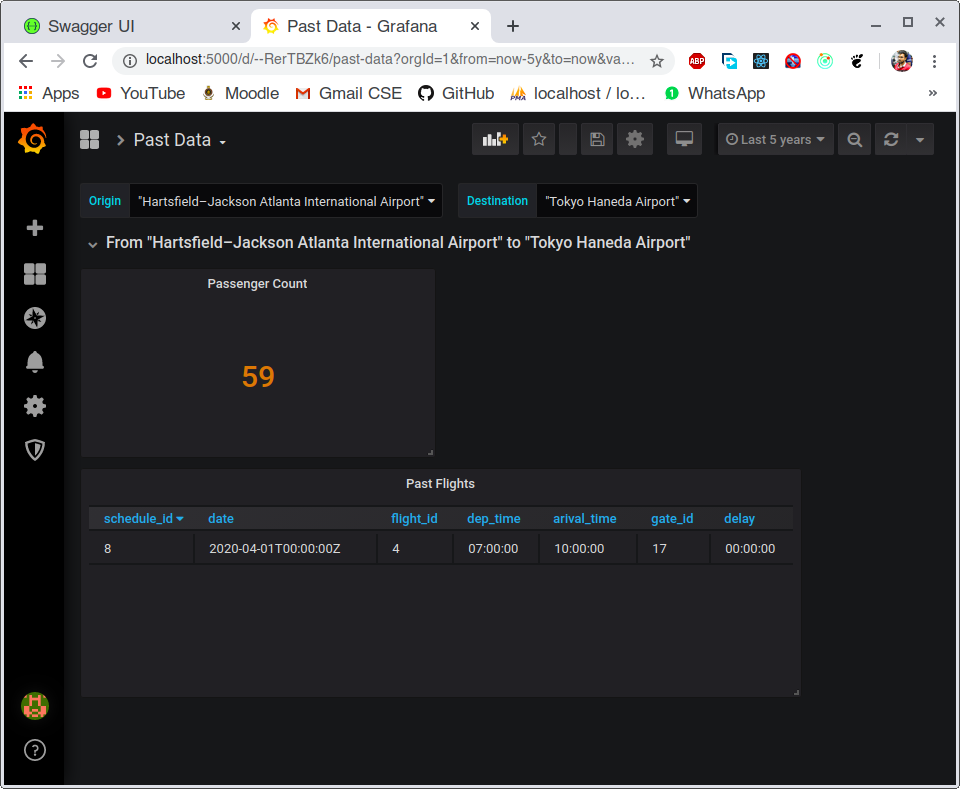 Swagger UI
Past Data - Grafana
localhost:5000/d/--RerTBZk6/past-data?orgId=1&from=now-5y&to=now&va…
ABP
Apps YouTube Moodle Gmail CSE GitHub PMA localhost / lo… 1 WhatsApp »
Past Data
Last 5 years
Origin "Hartsfield–Jackson Atlanta International Airport" Destination "Tokyo Haneda Airport"
From "Hartsfield–Jackson Atlanta International Airport" to "Tokyo Haneda Airport"
Passenger Count
59
Past Flights
schedule_id date flight_id dep_time arival_time gate_id delay
8 2020-04-01T00:00:00Z 4 07:00:00 10:00:00 17 00:00:00
?